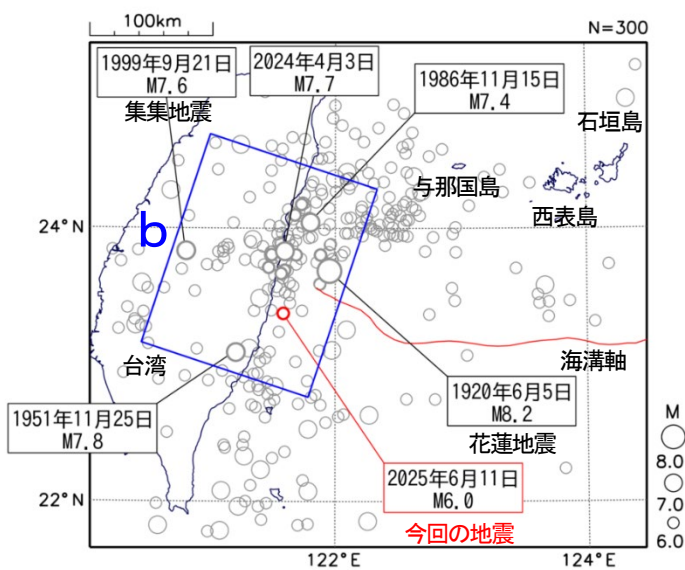 100km
N=300
1999年9月21日
M7.6
集集地震
2024年4月3日
M7.7
1986年11月15日
M7.4
石垣島
与那国島
西表島
24°N
b
台湾
海溝軸
1951年11月25日
M7.8
1920年6月5日
M8.2
花蓮地震
2025年6月11日
M6.0
今回の地震
M
8.0
7.0
6.0
22°N
122°E
124°E